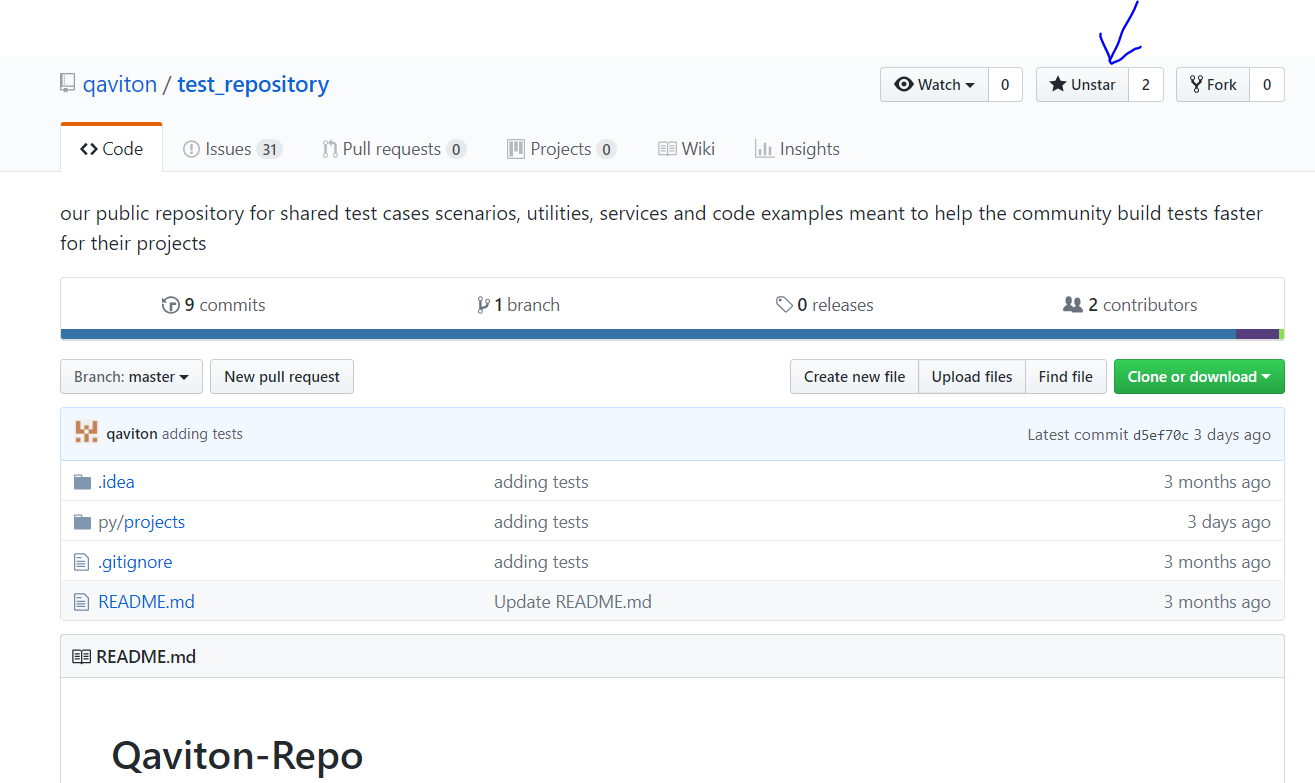 qaviton / test_repository Watch 0 Unstar 2 Fork 0
Code Issues 31 Pull requests 0 Projects 0 Wiki Insights
our public repository for shared test cases scenarios, utilities, services and code examples meant to help the community build tests faster
for their projects
9 commits 1 branch 0 releases 2 contributors
Branch: master New pull request Create new file Upload files Find file Clone or download
qaviton adding tests Latest commit d5ef70c 3 days ago
.idea adding tests 3 months ago
py/projects adding tests 3 days ago
.gitignore adding tests 3 months ago
README.md Update README.md 3 months ago
README.md
Qaviton-Repo